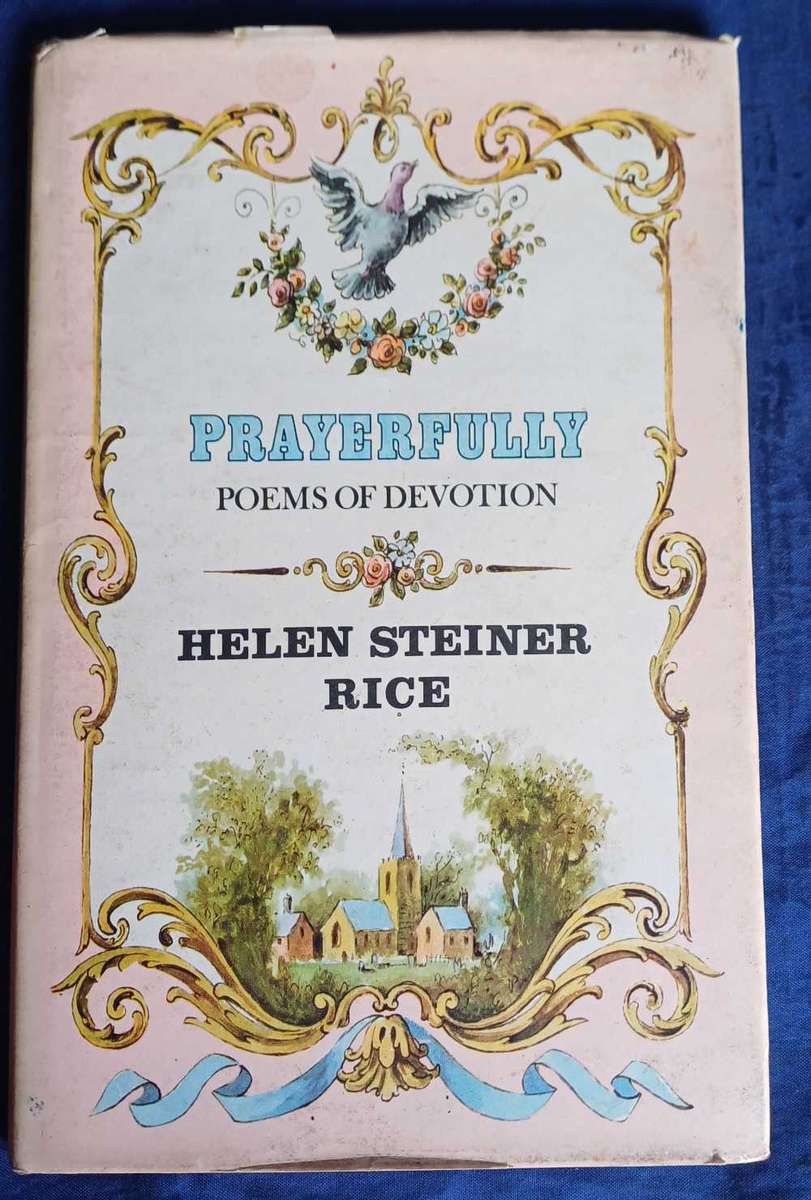 PRAYERFULLY
POEMS OF DEVOTION
HELEN STEINER
RICE